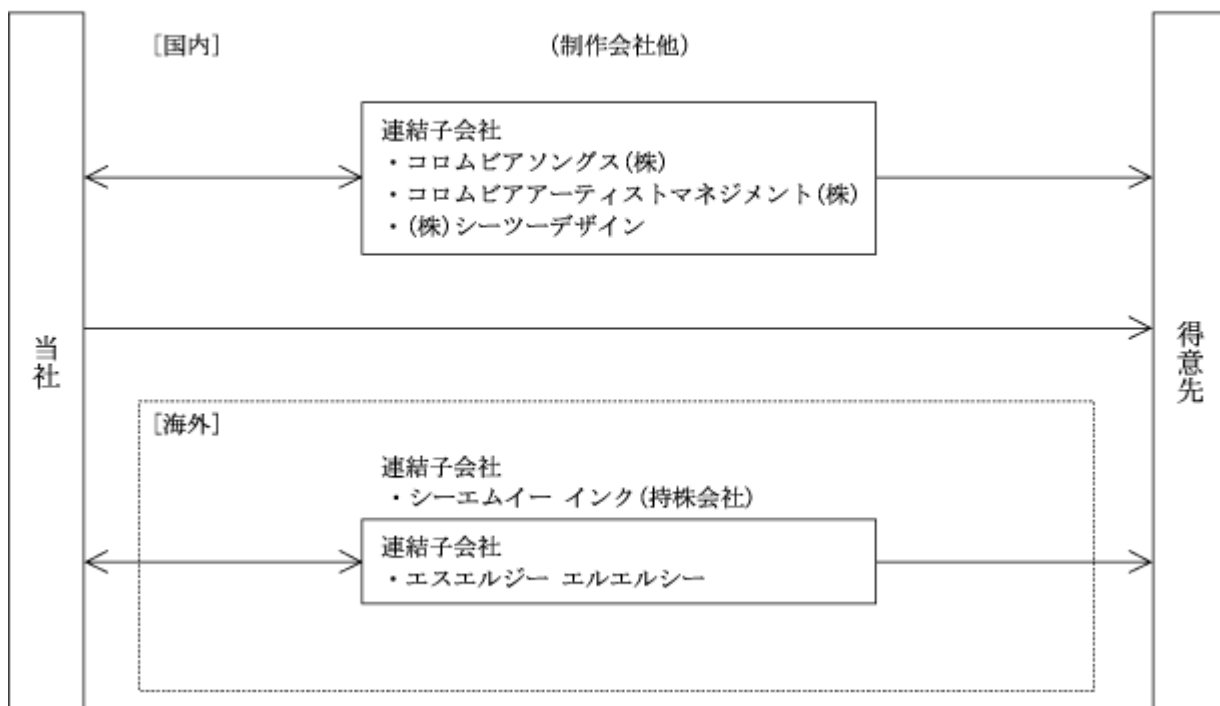 [国内]
(制作会社他)
連結子会社
・コロムビアソングス(株)
・コロムビアアーティストマネジメント(株)
・(株)シーツーデザイン
当社
得意先
[海外]
連結子会社
・シーエムイー インク(持株会社)
連結子会社
・エスエルジー エルエルシー